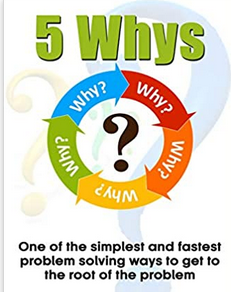 5 Whys
Why?
Why?
Why?
Why?
Why?
?
One of the simplest and fastest
problem solving ways to get to
the root of the problem